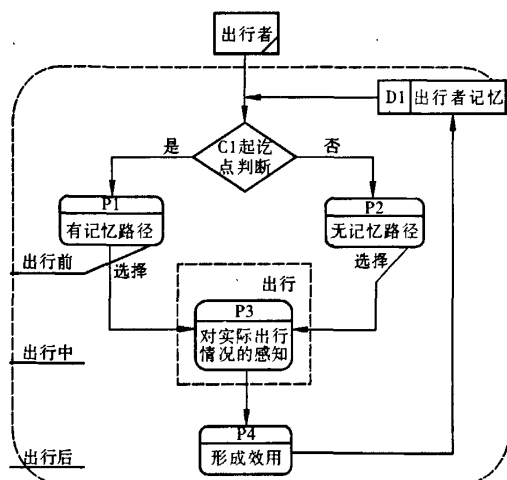 出行者
D1 出行者记忆
是
C1起讫
点判断
否
P1
有记忆路径
P2
无记忆路径
出行前
选择
选择
出行
P3
对实际出行
情况的感知
出行中
P4
形成效用
出行后